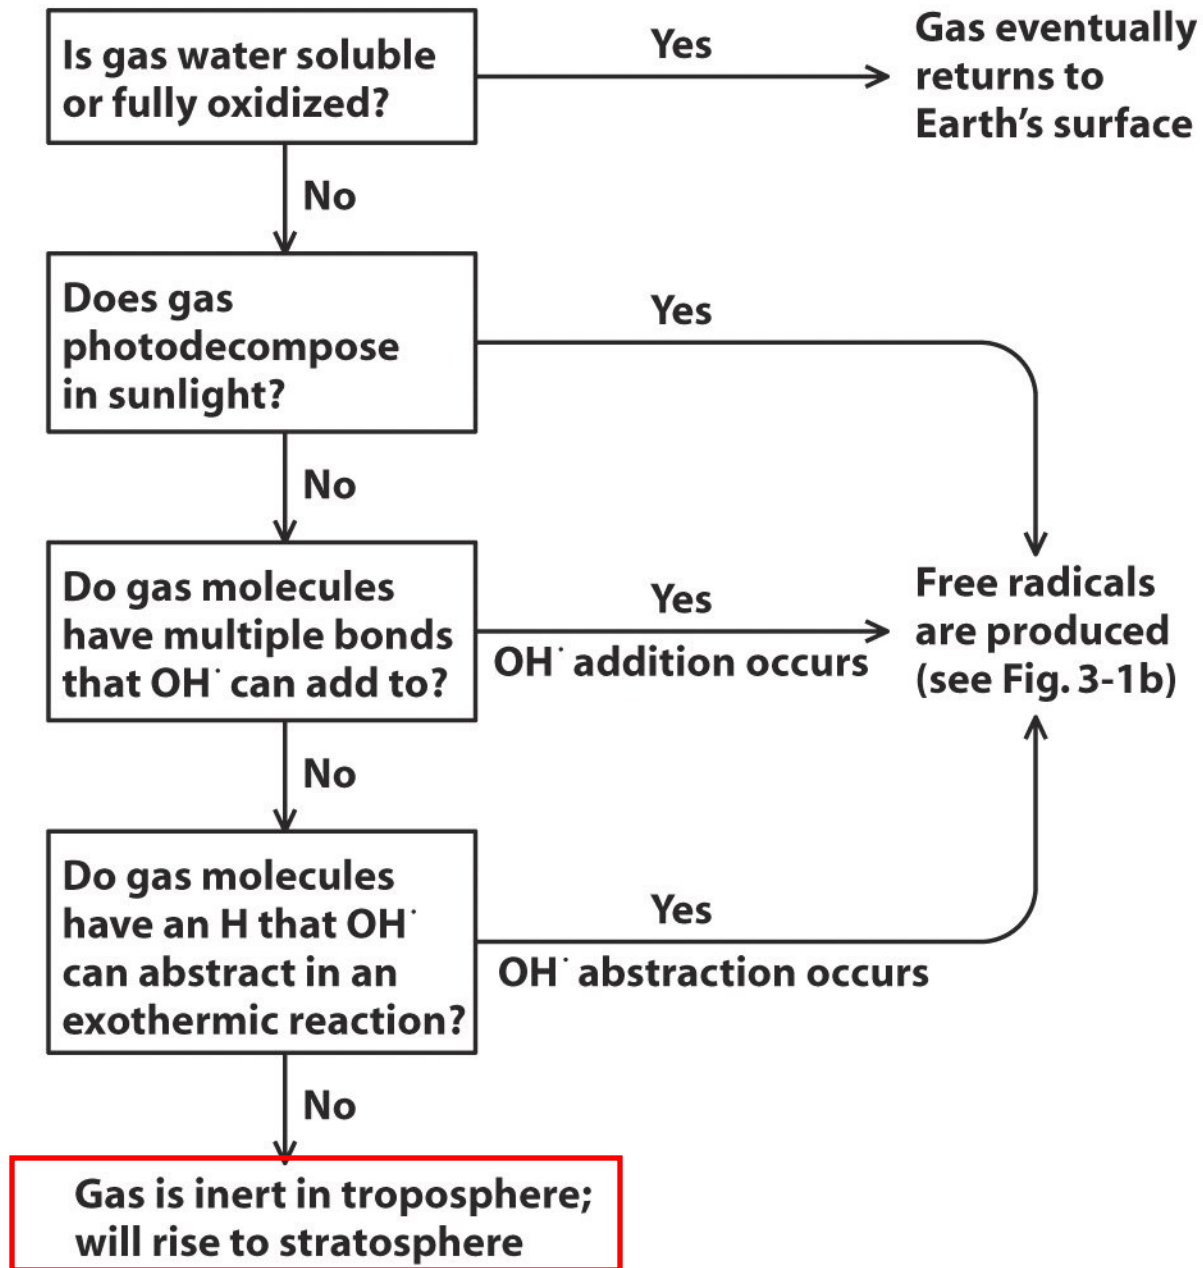 Is gas water soluble
or fully oxidized?
Yes
Gas eventually
returns to
Earth's surface
No
Does gas
photodecompose
in sunlight?
Yes
No
Do gas molecules
have multiple bonds
that OH˙ can add to?
Yes
OH˙ addition occurs
Free radicals
are produced
(see Fig. 3-1b)
No
Do gas molecules
have an H that OH˙
can abstract in an
exothermic reaction?
Yes
OH˙ abstraction occurs
No
Gas is inert in troposphere;
will rise to stratosphere